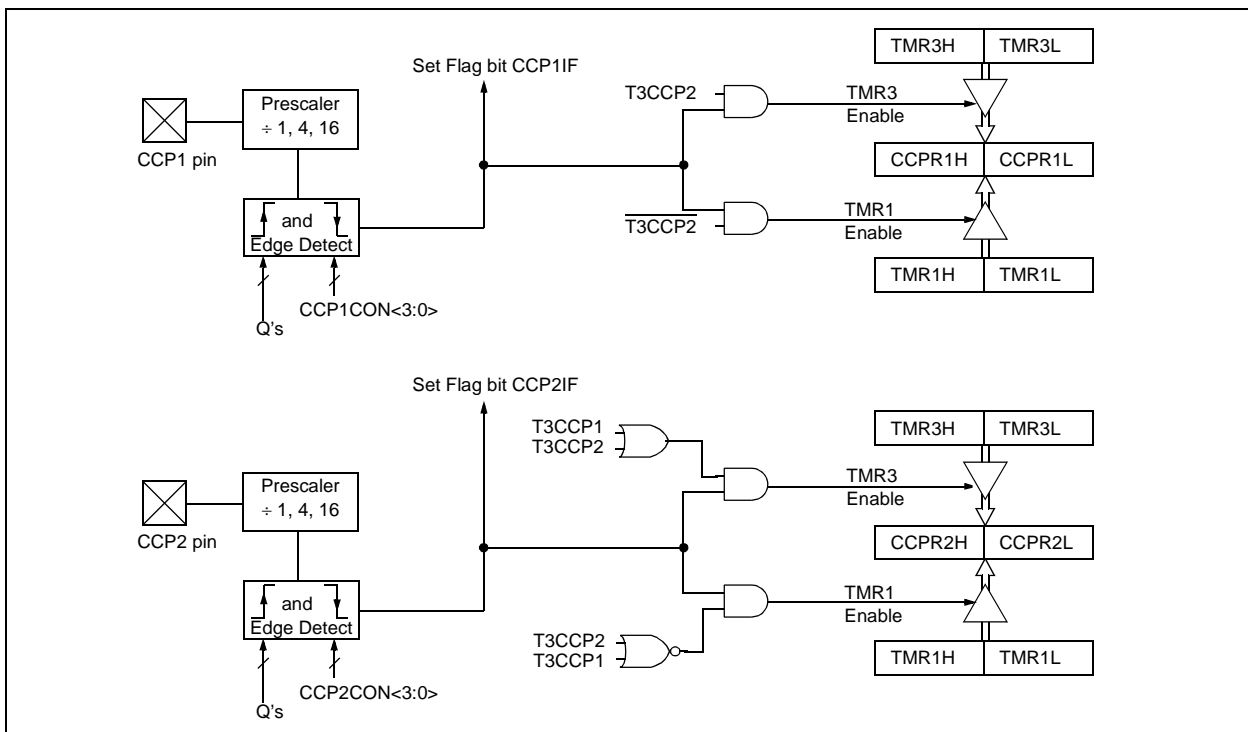 TMR3H TMR3L
Set Flag bit CCP1IF
T3CCP2
TMR3
Enable
Prescaler
÷ 1, 4, 16
CCP1 pin
CCPR1H CCPR1L
and
Edge Detect
T3CCP2
TMR1
Enable
TMR1H TMR1L
CCP1CON<3:0>
Q's
Set Flag bit CCP2IF
TMR3H TMR3L
T3CCP1
T3CCP2
TMR3
Enable
Prescaler
÷ 1, 4, 16
CCP2 pin
CCPR2H CCPR2L
and
Edge Detect
TMR1
Enable
T3CCP2
T3CCP1
TMR1H TMR1L
CCP2CON<3:0>
Q's